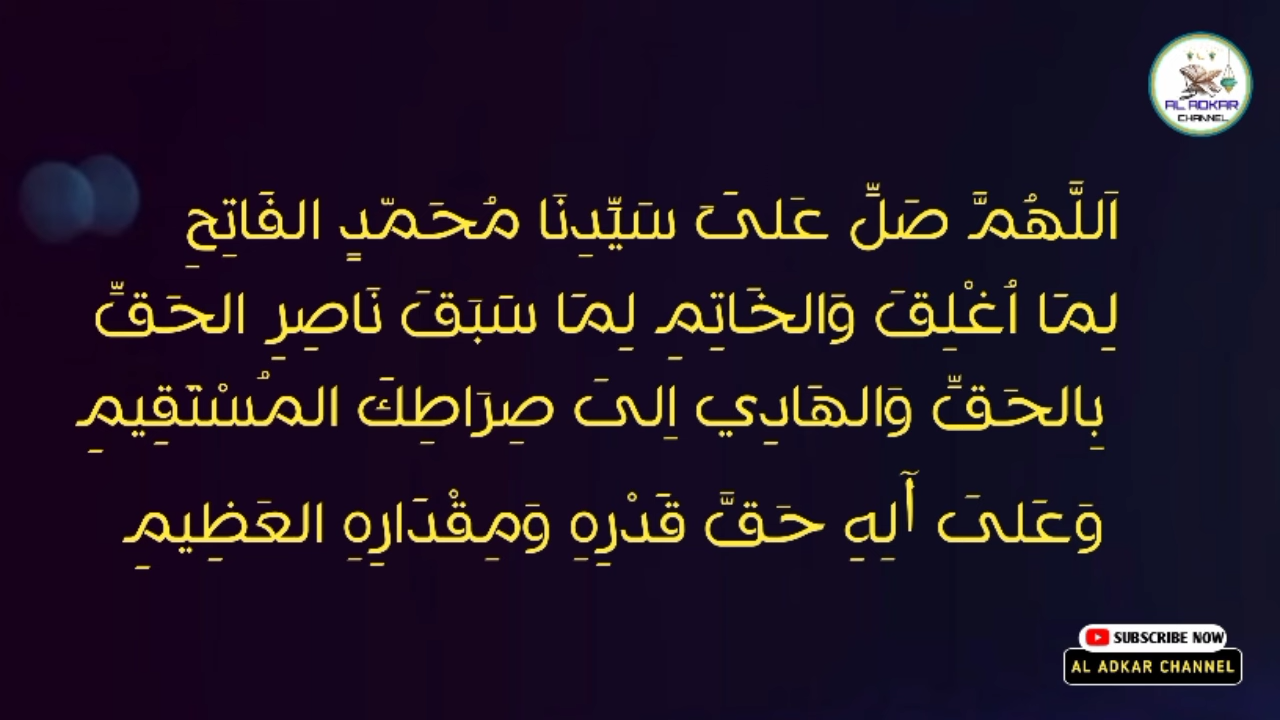 اَللَّهُمَّ صَلِّ عَلىَ سَيِّدِنَا مُحَمّدٍ الفَاتِحِ
لِمَا اُغْلِقَ وَالخَاتِمِ لِمَا سَبَقَ نَاصِرِ الحَقِّ
بِالحَقِّ وَالهَادِي اِلىَ صِرَاطِكَ المُسْتَقِيمِ
وَعَلىَ أَلِهِ حَقَّ قَدْرِهِ وَمِقْدَارِهِ العَظِيمِ
AL ADKAR
CHANNEL
SUBSCRIBE NOW
AL ADKAR CHANNEL